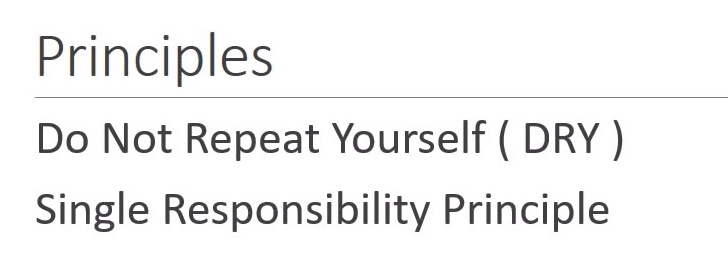 Principles
Do Not Repeat Yourself ( DRY )
Single Responsibility Principle